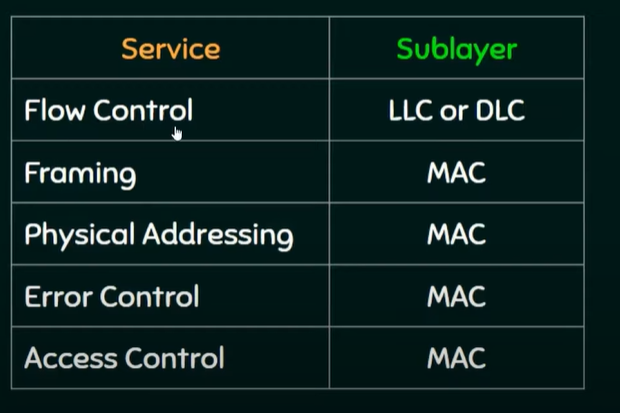 Service Sublayer
Flow Control LLC or DLC
Framing MAC
Physical Addressing MAC
Error Control MAC
Access Control MAC